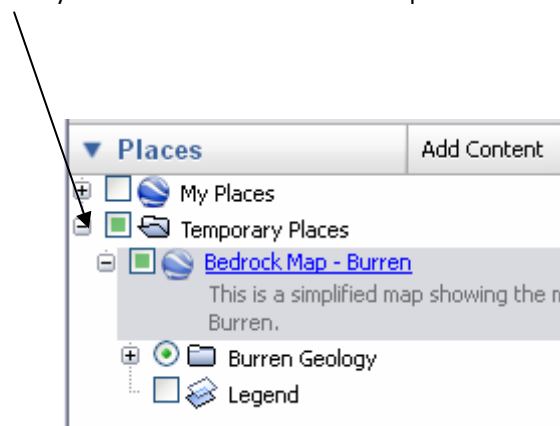 Places Add Content
My Places
Temporary Places
Bedrock Map - Burren
This is a simplified map showing the
Burren.
Burren Geology
Legend